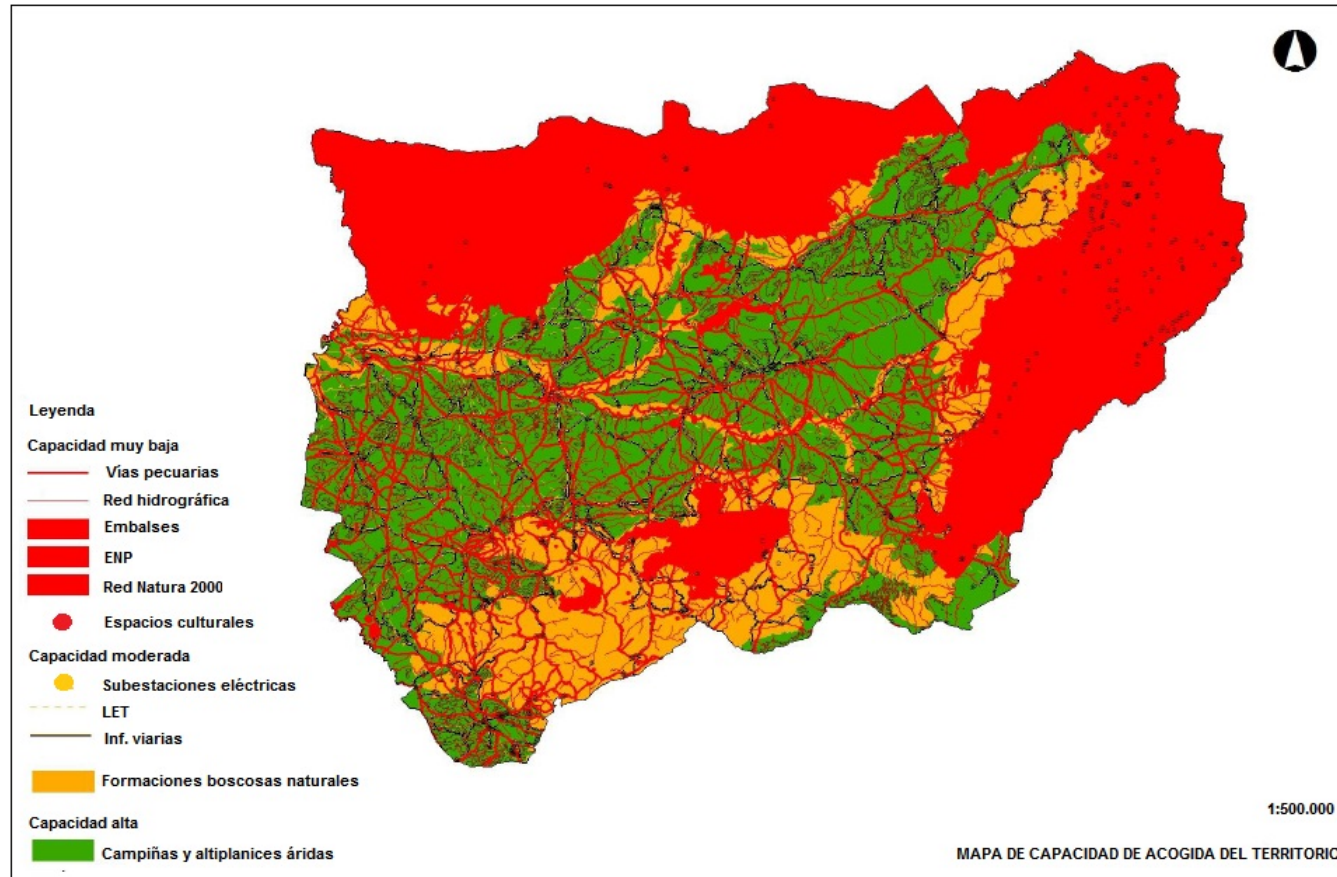 Leyenda
Capacidad muy baja
Vías pecuarias
Red hidrográfica
Embalses
ENP
Red Natura 2000
Espacios culturales
Capacidad moderada
Subestaciones eléctricas
LET
Inf. viarias
Formaciones boscosas naturales
Capacidad alta
Campiñas y altiplanices áridas
1:500.000
MAPA DE CAPACIDAD DE ACOGIDA DEL TERRITORIO